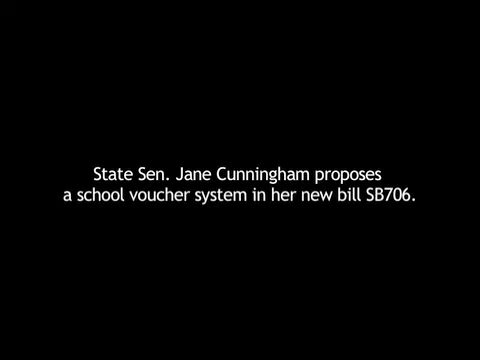 State Sen. Jane Cunningham proposes
a school voucher system in her new bill SB706.